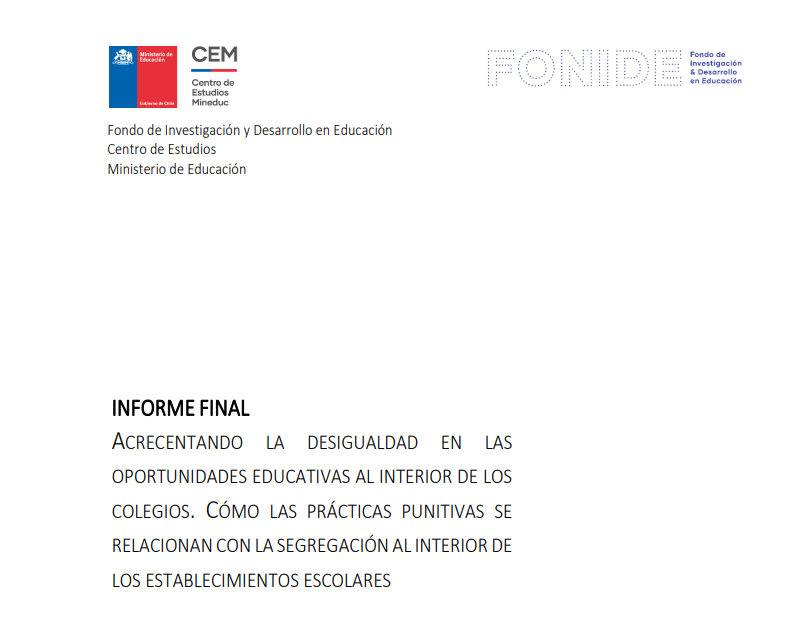 Ministerio de
Educación
Gobierno de Chile
CEM
Centro de
Estudios
Mineduc
FONIDE
Fondo de
Investigación
& Desarrollo
en Educación
Fondo de Investigación y Desarrollo en Educación
Centro de Estudios
Ministerio de Educación
INFORME FINAL
ACRECENTANDO LA DESIGUALDAD EN LAS
OPORTUNIDADES EDUCATIVAS AL INTERIOR DE LOS
COLEGIOS. CÓMO LAS PRÁCTICAS PUNITIVAS SE
RELACIONAN CON LA SEGREGACIÓN AL INTERIOR DE
LOS ESTABLECIMIENTOS ESCOLARES